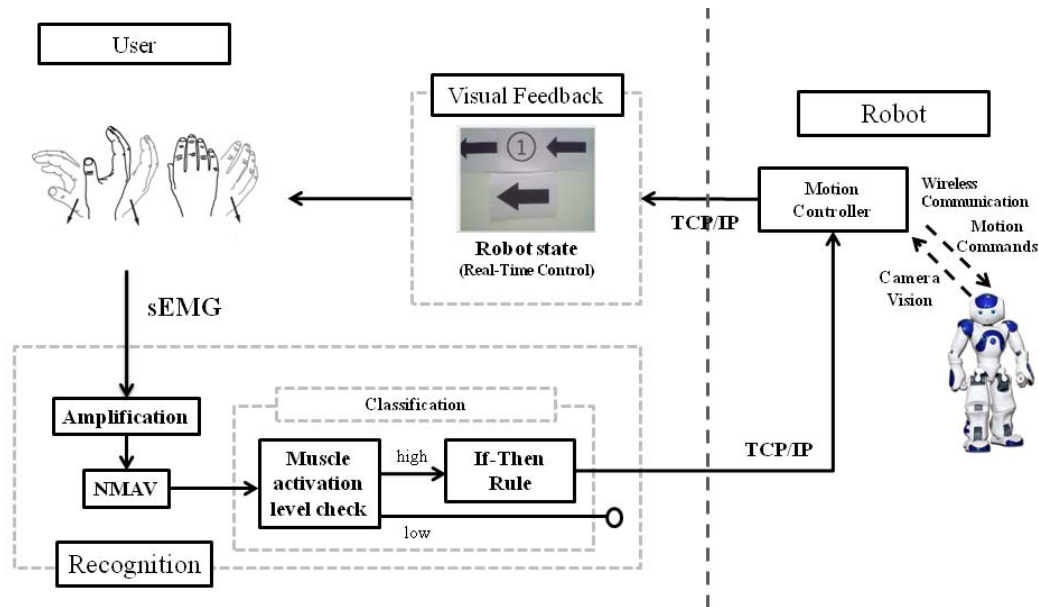 User
Visual Feedback
①
Robot state
(Real-Time Control)
TCP/IP
Robot
Motion
Controller
Wireless
Communication
Motion
Commands
Camera
Vision
sEMG
Amplification
NMAV
Classification
Muscle
activation
level check
high
low
If-Then
Rule
TCP/IP
Recognition